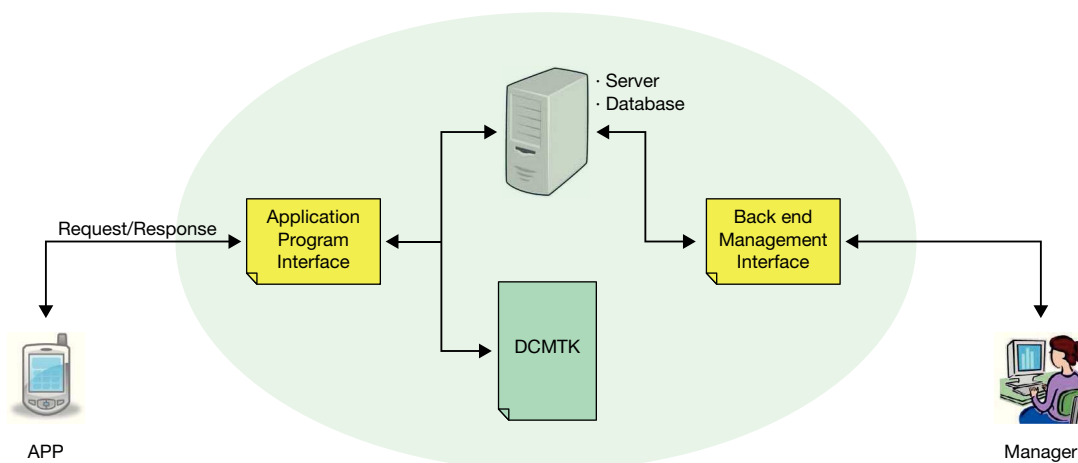 · Server
· Database
Request/Response
Application
Program
Interface
Back end
Management
Interface
DCMTK
APP
Manager